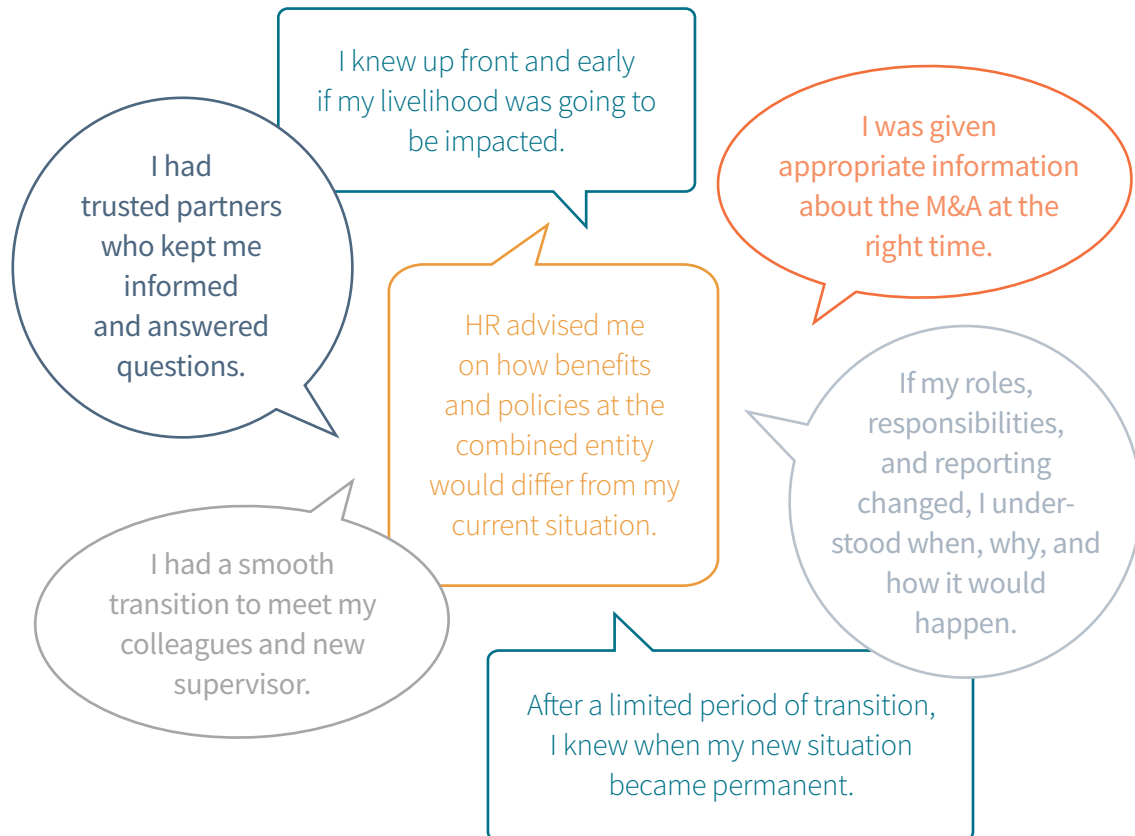 I knew up front and early
if my livelihood was going to
be impacted.
I was given
appropriate information
about the M&A at the
right time.
I had
trusted partners
who kept me
informed
and answered
questions.
HR advised me
on how benefits
and policies at the
combined entity
would differ from my
current situation.
If my roles,
responsibilities,
and reporting
changed, I under-
stood when, why, and
how it would
happen.
I had a smooth
transition to meet my
colleagues and new
supervisor.
After a limited period of transition,
I knew when my new situation
became permanent.